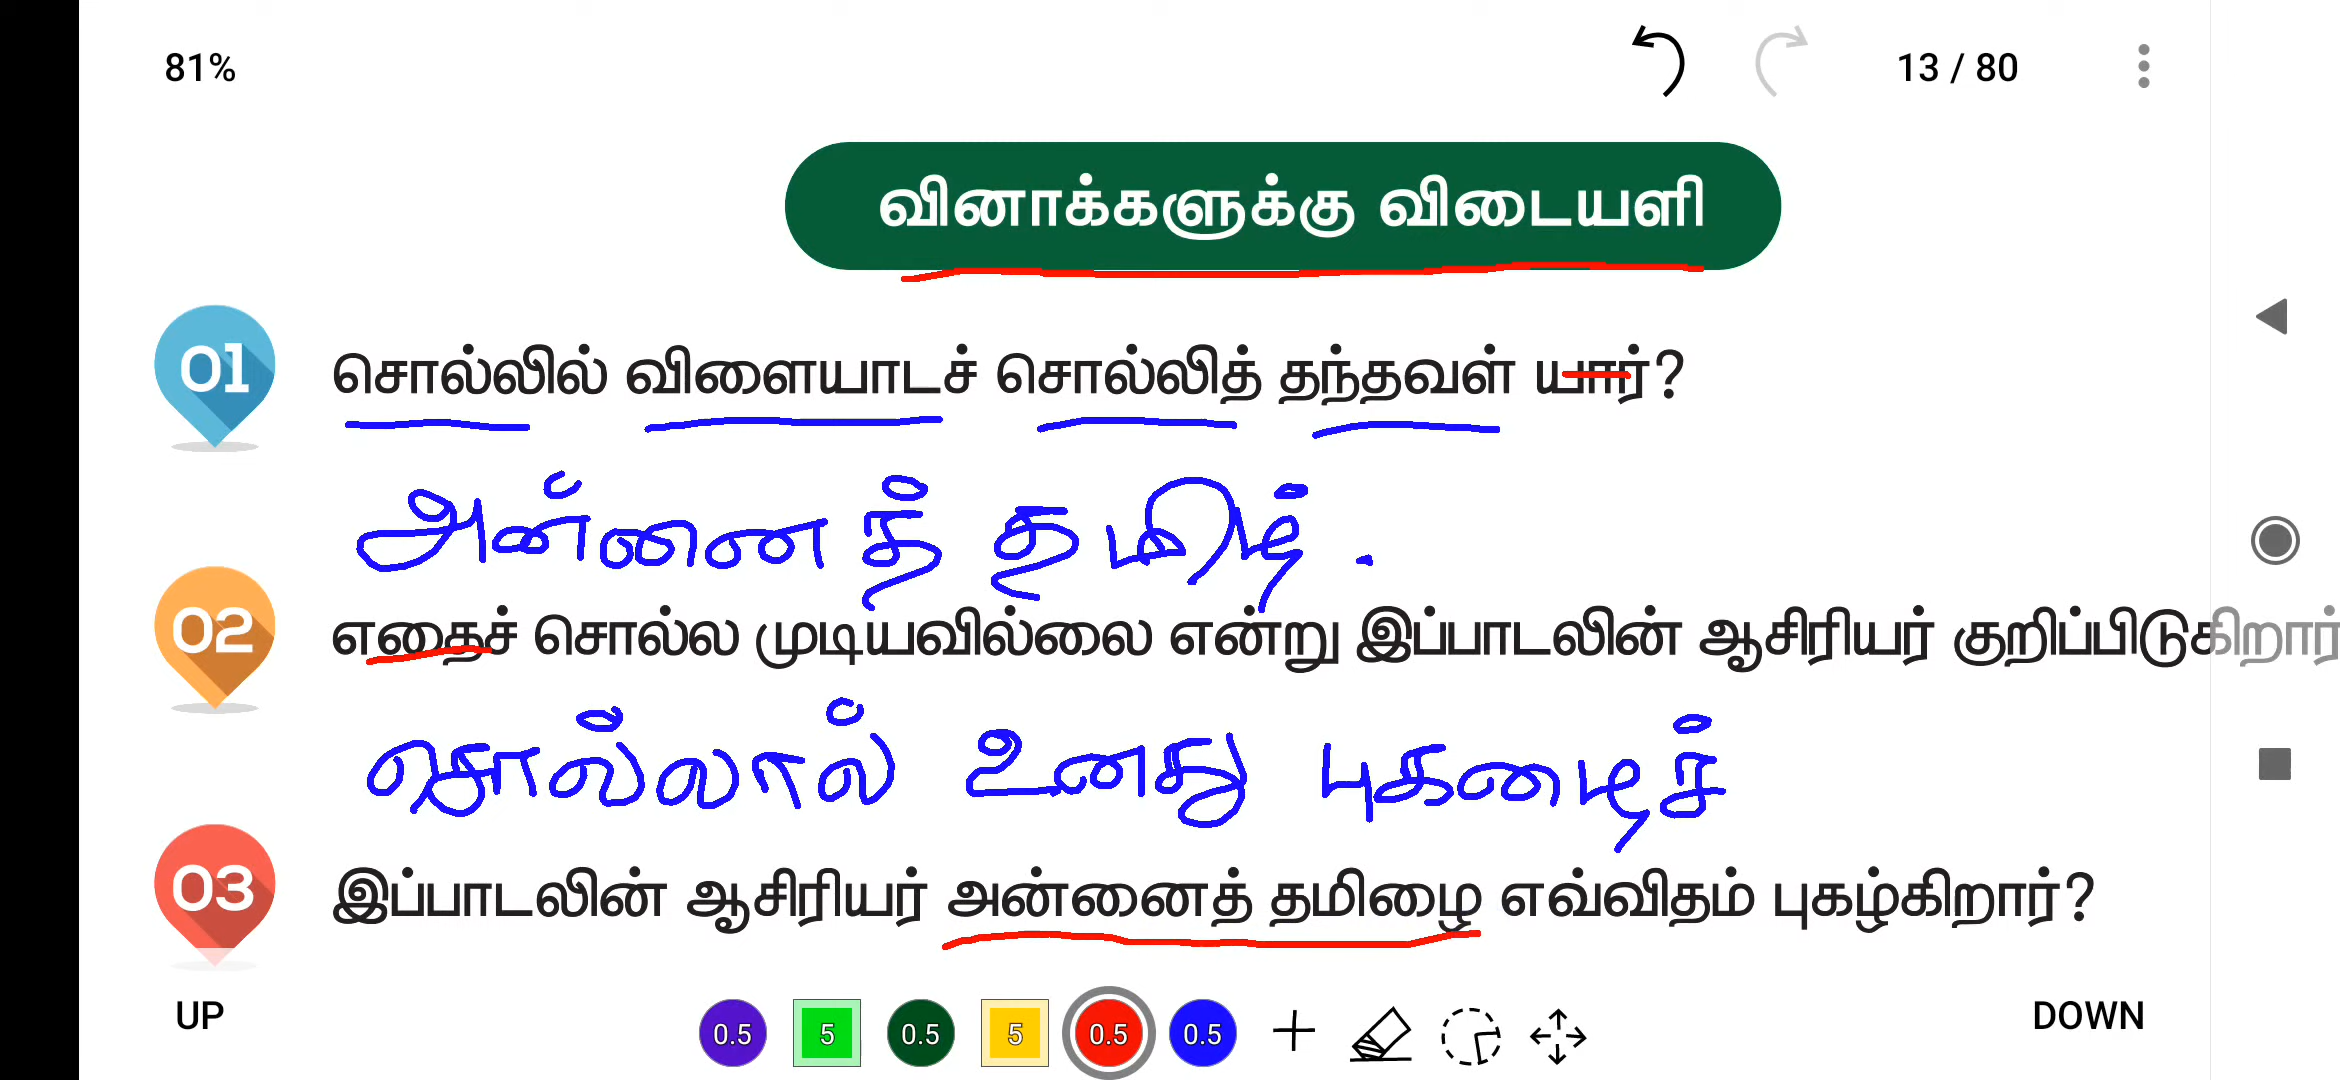 81%
13 / 80
வினாக்களுக்கு விடையளி
01 சொல்லில் விளையாடச் சொல்லித் தந்தவள் யார்?
அன்னைத் தமிழ் .
02 எதைச் சொல்ல முடியவில்லை என்று இப்பாடலின் ஆசிரியர் குறிப்பிடுகிறார்
சொல்லால் உனது புகழைச்
03 இப்பாடலின் ஆசிரியர் அன்னைத் தமிழை எவ்விதம் புகழ்கிறார்?
UP
0.5 5 0.5 5 0.5 0.5
DOWN